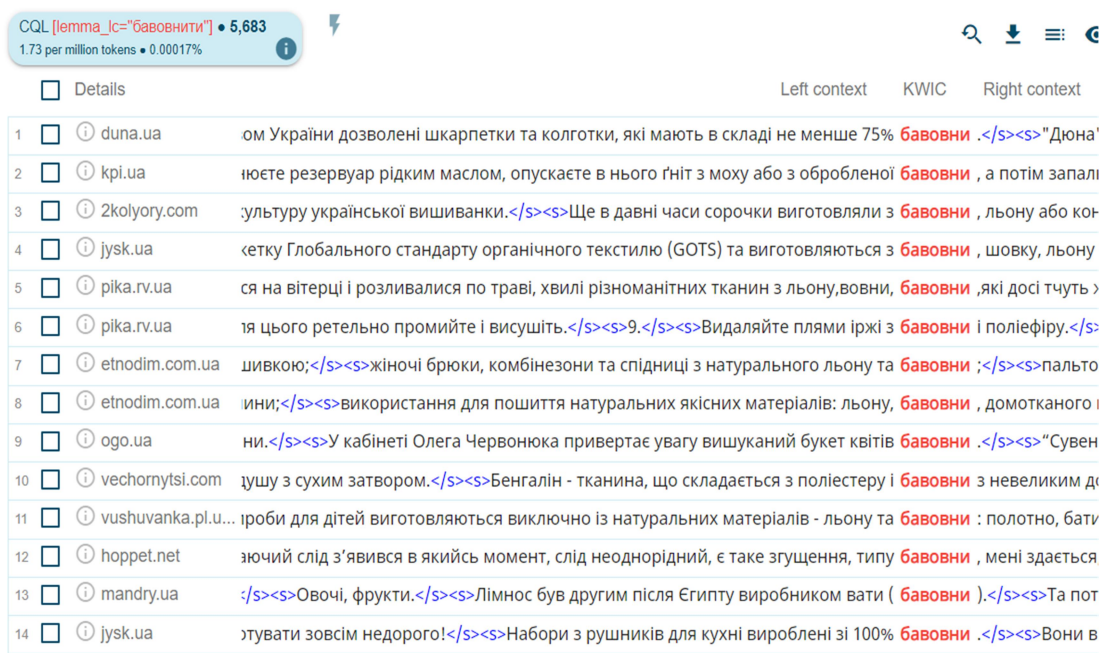 CQL [lemma_lc="бавовнити"] • 5,683
1.73 per million tokens • 0.00017%
Details Left context KWIC Right context
1 duna.ua ом України дозволені шкарпетки та колготки, які мають в складі не менше 75% бавовни .</s><s>"Дюна"
2 kpi.ua юєте резервуар рідким маслом, опускаєте в нього ґніт з моху або з обробленої бавовни , а потім запал
3 2kolyory.com культуру української вишиванки.</s><s>Ще в давні часи сорочки виготовляли з бавовни , льону або кон
4 jysk.ua кетку Глобального стандарту органічного текстилю (GOTS) та виготовляються з бавовни , шовку, льону
5 pika.rv.ua ся на вітерці і розливалися по траві, хвилі різноманітних тканин з льону,вовни, бавовни ,які досі тчуть
6 pika.rv.ua ля цього ретельно промийте і висушіть.</s><s>9.</s><s>Видаляйте плями іржі з бавовни і поліефіру.</s>
7 etnodim.com.ua шивкою;</s><s>жіночі брюки, комбінезони та спідниці з натурального льону та бавовни ;</s><s>пальто
8 etnodim.com.ua ини;</s><s>використання для пошиття натуральних якісних матеріалів: льону, бавовни , домотканого
9 ogo.ua ни.</s><s>У кабінеті Олега Червонюка привертає увагу вишуканий букет квітів бавовни .</s><s>“Сувен
10 vechornytsi.com душу з сухим затвором.</s><s>Бенгалін - тканина, що складається з поліестеру і бавовни з невеликим до
11 vushuvanka.pl.u... ироби для дітей виготовляються виключно із натуральних матеріалів - льону та бавовни : полотно, бати
12 hoppet.net аючий слід з’явився в якийсь момент, слід неоднорідний, є таке згущення, типу бавовни , мені здається,
13 mandry.ua </s><s>Овочі, фрукти.</s><s>Лімнос був другим після Єгипту виробником вати ( бавовни ).</s><s>Та пот
14 jysk.ua отувати зовсім недорого!</s><s>Набори з рушників для кухні вироблені зі 100% бавовни .</s><s>Вони в